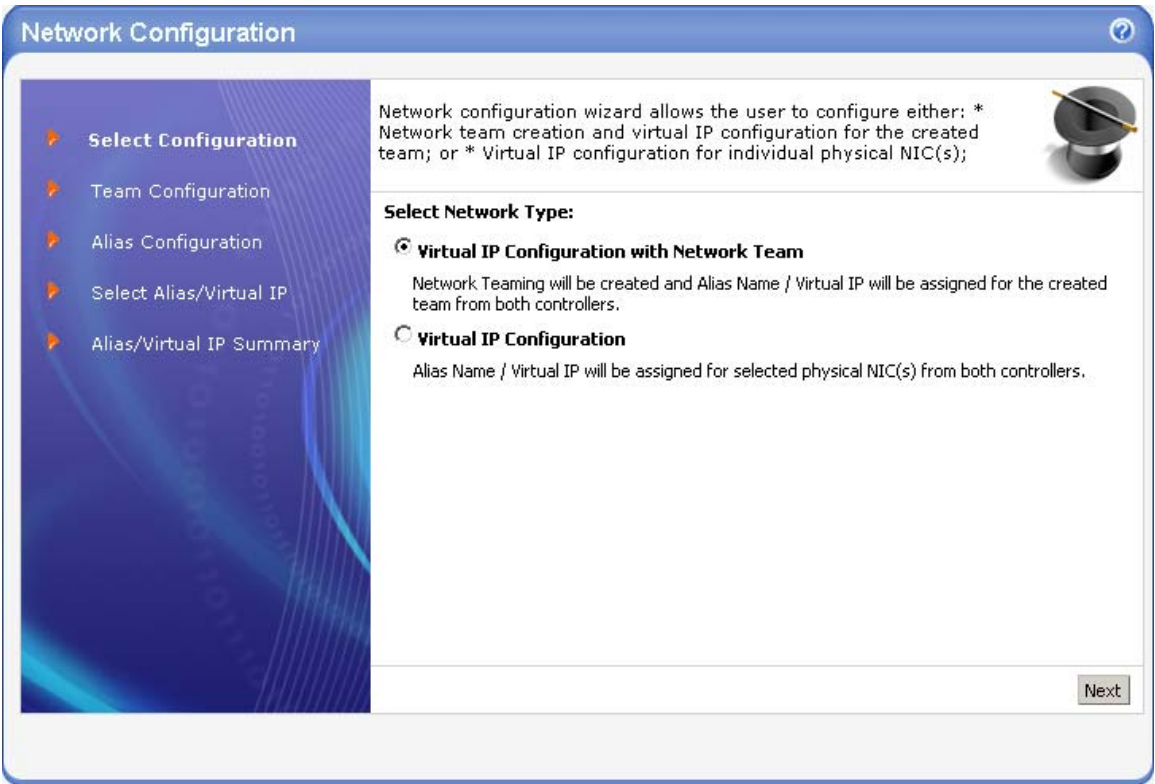 Network Configuration
Select Configuration
Team Configuration
Alias Configuration
Select Alias/Virtual IP
Alias/Virtual IP Summary
Network configuration wizard allows the user to configure either: *
Network team creation and virtual IP configuration for the created
team; or * Virtual IP configuration for individual physical NIC(s);
Select Network Type:
Virtual IP Configuration with Network Team
Network Teaming will be created and Alias Name / Virtual IP will be assigned for the created
team from both controllers.
Virtual IP Configuration
Alias Name / Virtual IP will be assigned for selected physical NIC(s) from both controllers.
Next